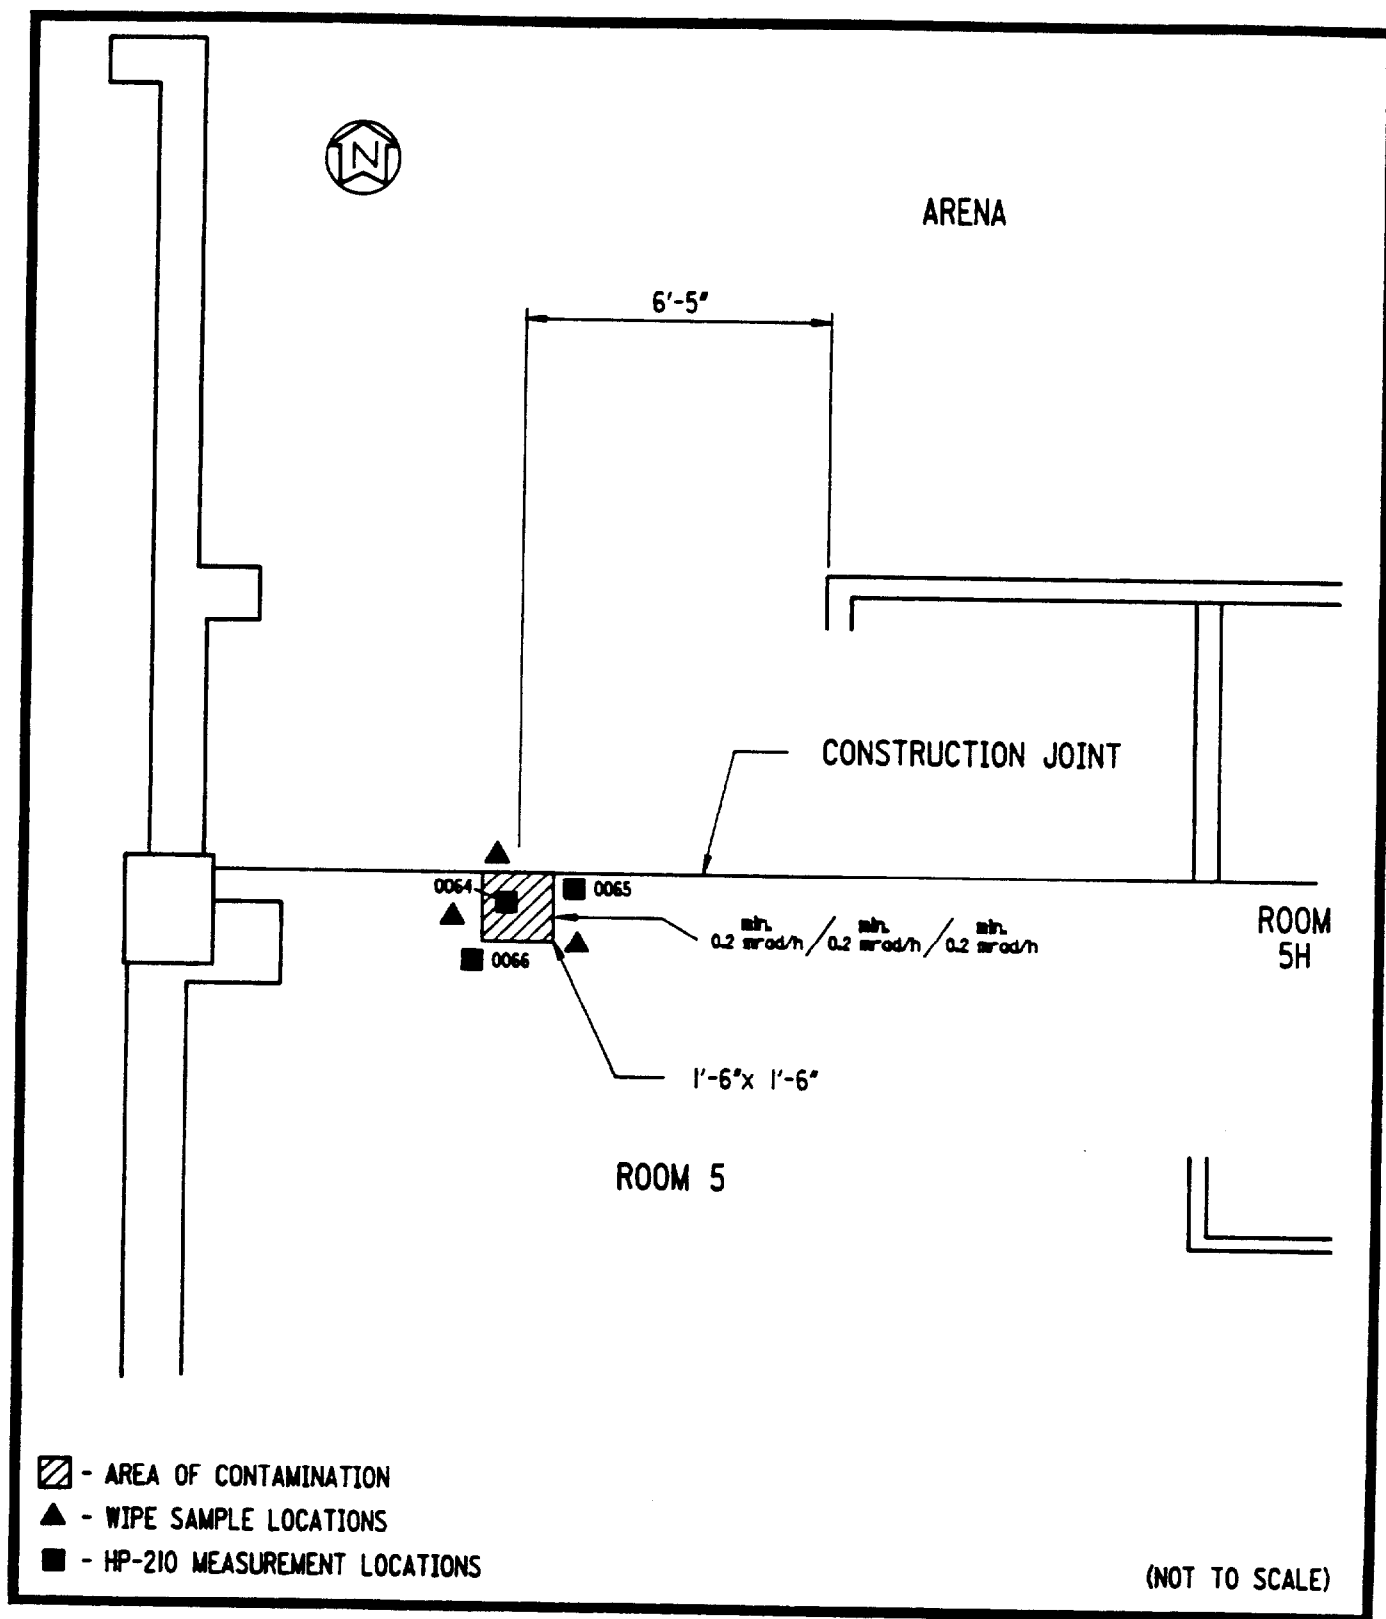 N
ARENA
6'-5"
CONSTRUCTION JOINT
0064
0065
min. min. min.
0.2 mrad/h / 0.2 mrad/h / 0.2 mrad/h
ROOM
5H
0066
1'-6" x 1'-6"
ROOM 5
- AREA OF CONTAMINATION
- WIPE SAMPLE LOCATIONS
- HP-210 MEASUREMENT LOCATIONS
(NOT TO SCALE)